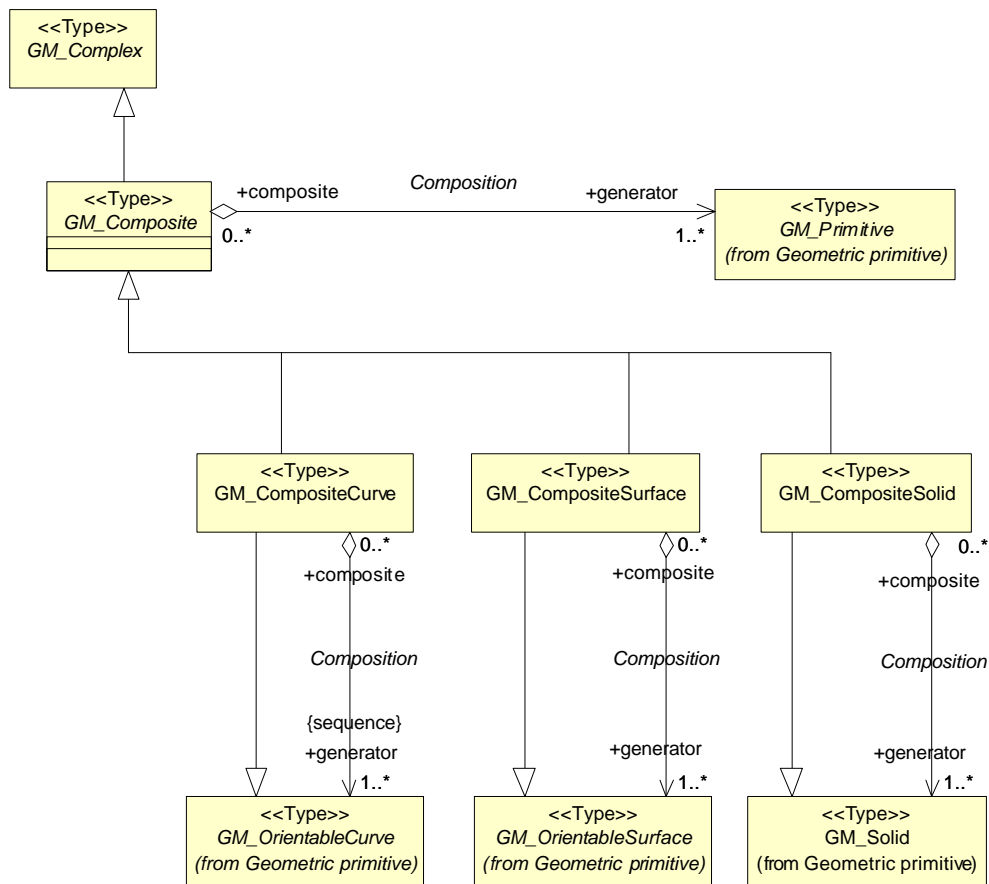 <<Type>>
GM_Complex
<<Type>>
GM_Composite
+composite
0..*
Composition
+generator
1..*
<<Type>>
GM_Primitive
(from Geometric primitive)
<<Type>>
GM_CompositeCurve
<<Type>>
GM_CompositeSurface
<<Type>>
GM_CompositeSolid
0..*
+composite
Composition
{sequence}
+generator
1..*
0..*
+composite
Composition
+generator
1..*
0..*
+composite
Composition
+generator
1..*
<<Type>>
GM_OrientableCurve
(from Geometric primitive)
<<Type>>
GM_OrientableSurface
(from Geometric primitive)
<<Type>>
GM_Solid
(from Geometric primitive)